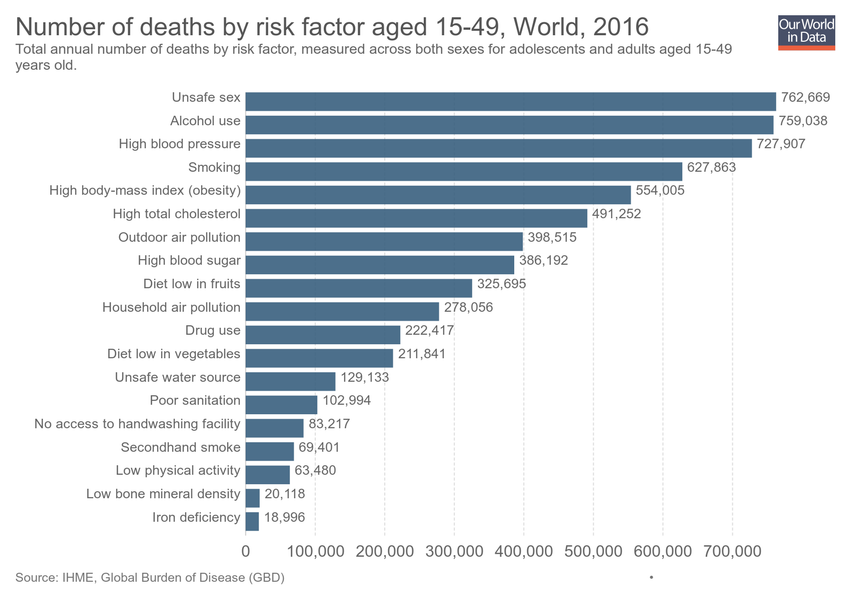 Number of deaths by risk factor aged 15-49, World, 2016
Our World
in Data
Total annual number of deaths by risk factor, measured across both sexes for adolescents and adults aged 15-49
years old.
Unsafe sex 762,669
Alcohol use 759,038
High blood pressure 727,907
Smoking 627,863
High body-mass index (obesity) 554,005
High total cholesterol 491,252
Outdoor air pollution 398,515
High blood sugar 386,192
Diet low in fruits 325,695
Household air pollution 278,056
Drug use 222,417
Diet low in vegetables 211,841
Unsafe water source 129,133
Poor sanitation 102,994
No access to handwashing facility 83,217
Secondhand smoke 69,401
Low physical activity 63,480
Low bone mineral density 20,118
Iron deficiency 18,996
0 100,000 200,000 300,000 400,000 500,000 600,000 700,000
Source: IHME, Global Burden of Disease (GBD) •